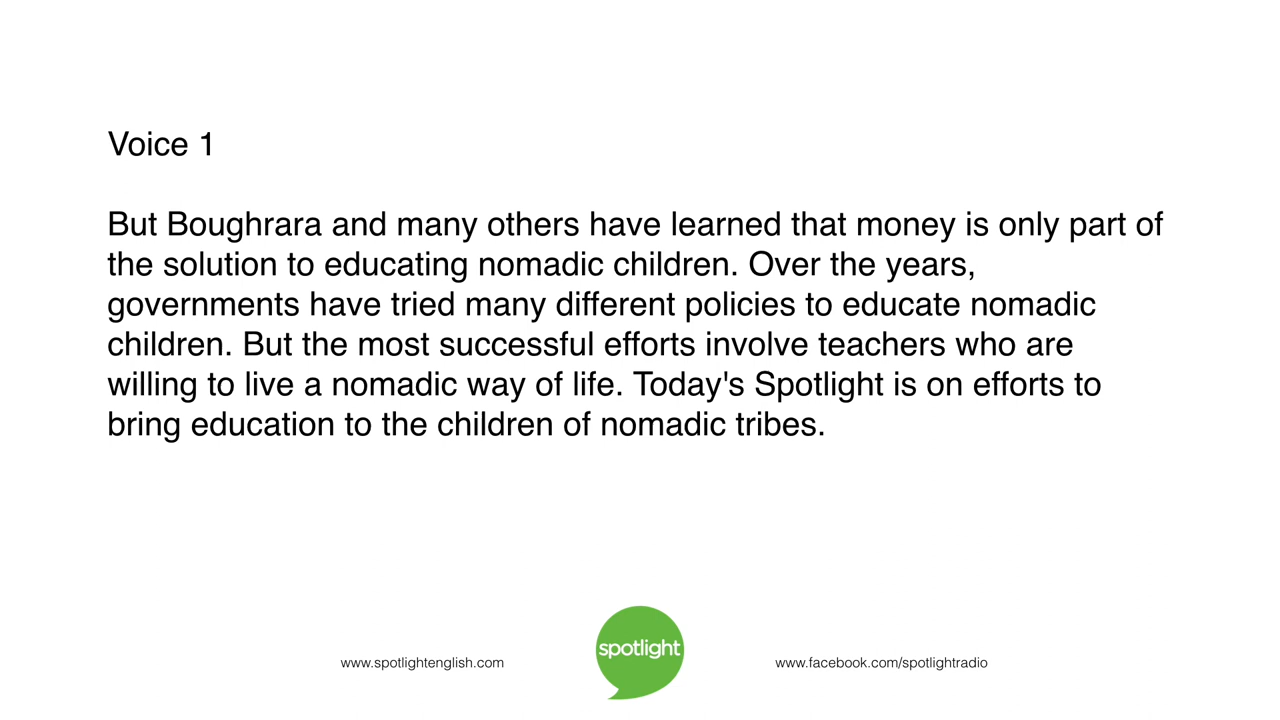 Voice 1
But Boughrara and many others have learned that money is only part of
the solution to educating nomadic children. Over the years,
governments have tried many different policies to educate nomadic
children. But the most successful efforts involve teachers who are
willing to live a nomadic way of life. Today's Spotlight is on efforts to
bring education to the children of nomadic tribes.
www.spotlightenglish.com
spotlight
www.facebook.com/spotlightradio